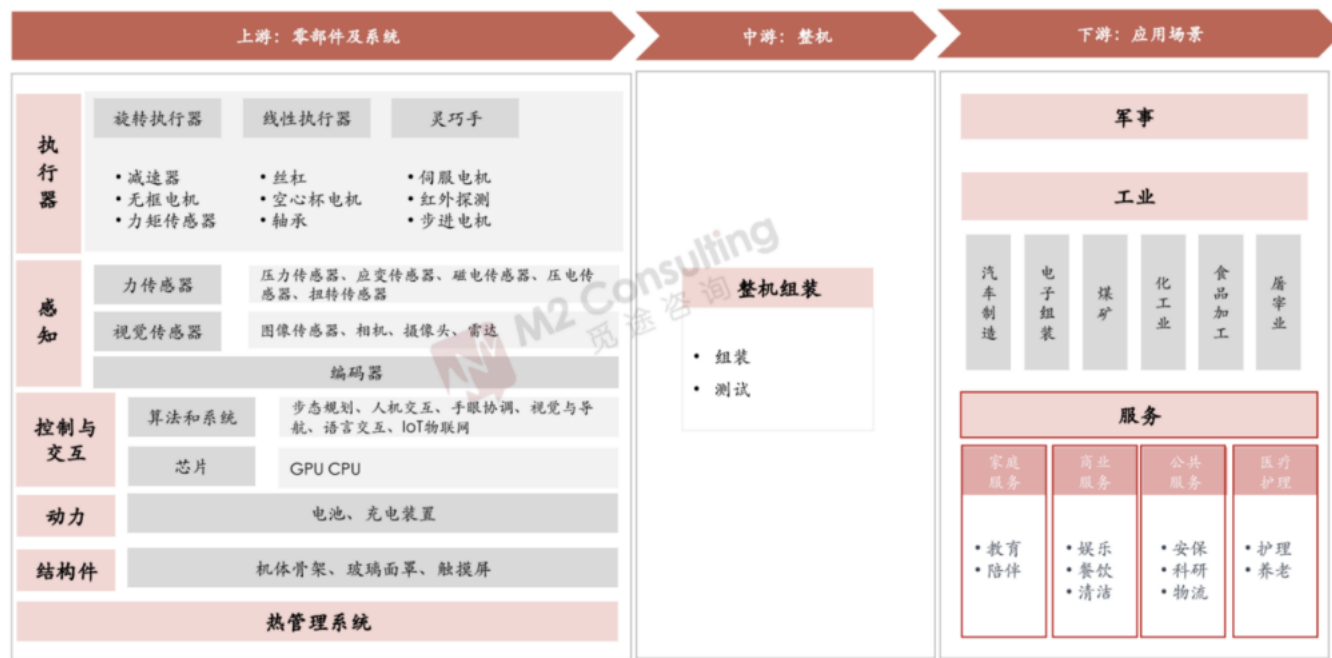 上游：零部件及系统
中游：整机
下游：应用场景
执行器
旋转执行器
线性执行器
灵巧手
• 减速器
• 无框电机
• 力矩传感器
• 丝杠
• 空心杯电机
• 轴承
• 伺服电机
• 红外探测
• 步进电机
感知
力传感器
压力传感器、应变传感器、磁电传感器、压电传
感器、扭转传感器
视觉传感器
图像传感器、相机、摄像头、雷达
编码器
控制与
交互
算法和系统
步态规划、人机交互、手眼协调、视觉与导
航、语言交互、IoT物联网
芯片
GPU CPU
动力
电池、充电装置
结构件
机体骨架、玻璃面罩、触摸屏
热管理系统
整机组装
• 组装
• 测试
军事
工业
汽车制造
电子组装
煤矿
化工业
食品加工
屠宰业
服务
家庭
服务
• 教育
• 陪伴
商业
服务
• 娱乐
• 餐饮
• 清洁
公共
服务
• 安保
• 科研
• 物流
医疗
护理
• 护理
• 养老
M2 Consulting
觅途咨询